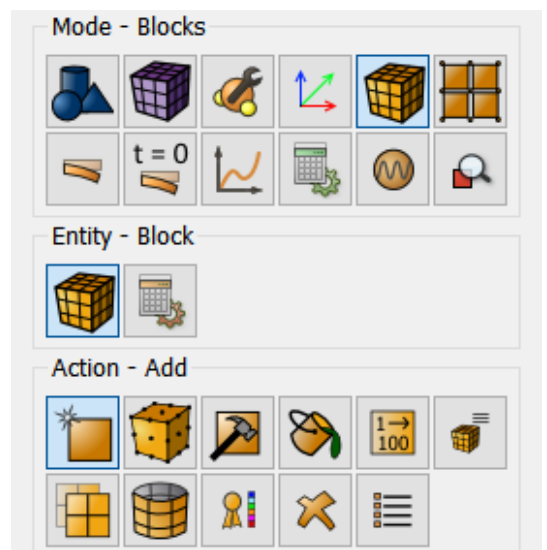 Mode - Blocks
t = 0
Entity - Block
Action - Add
1→
100